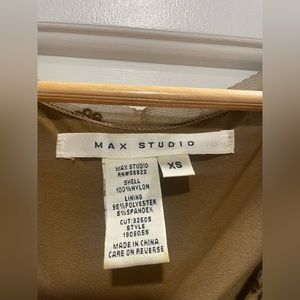 MAX STUDIO
XS
MAX STUDIO
RN#58822
SHELL
100%NYLON
LINING
95%POLYESTER
5%SPANDEX
CUT:32505
STYLE
MADE IN CHINA
CARE ON REVERSE